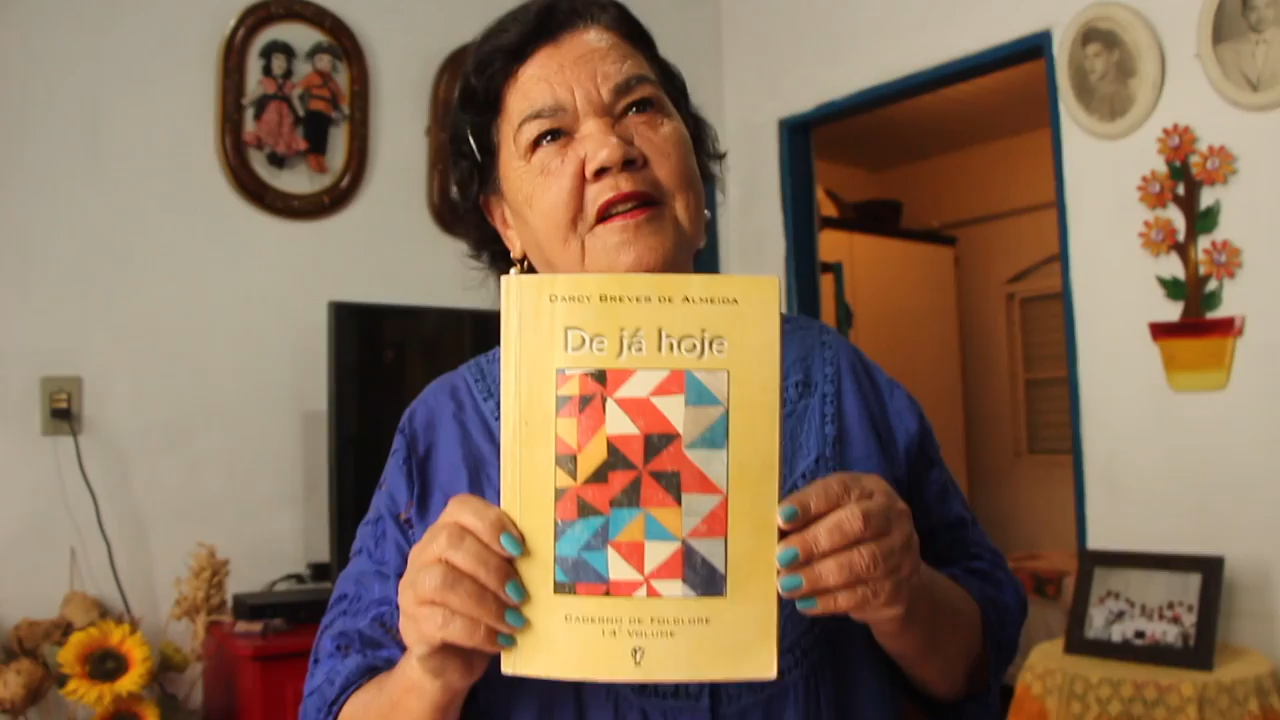 DARCY BREVES DE ALMEIDA
De já hoje
CADERNO DE FOLCLORE
14º VOLUME